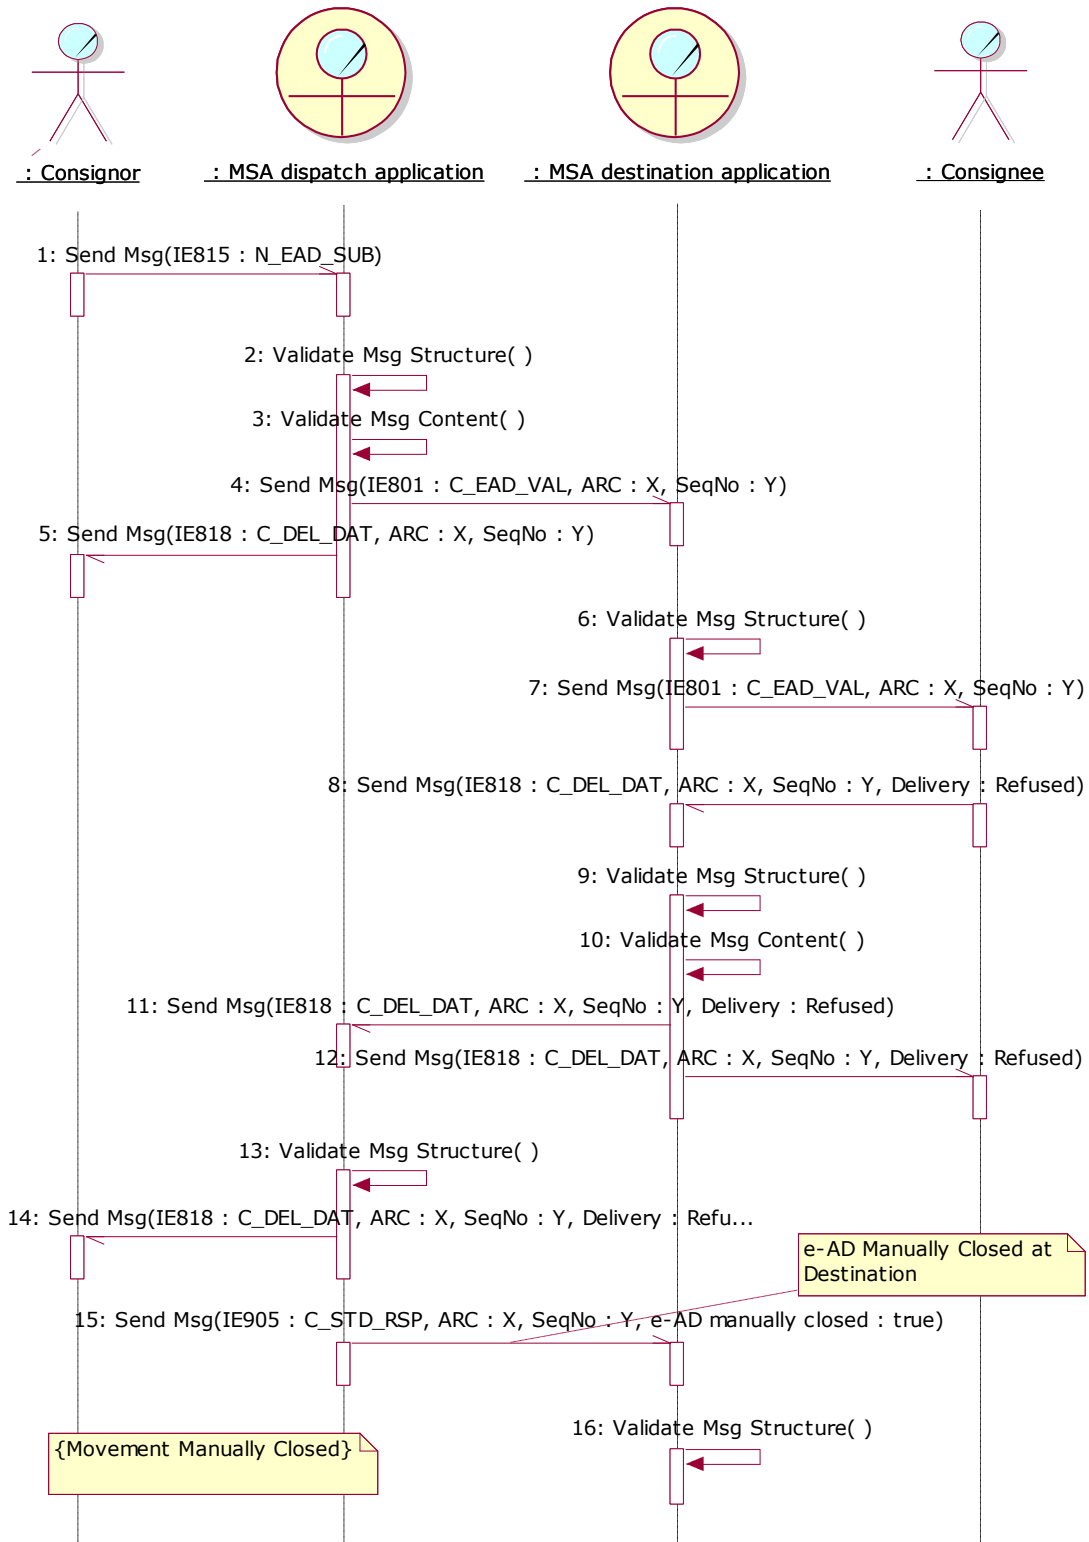 : Consignor
: MSA dispatch application
: MSA destination application
: Consignee
1: Send Msg(IE815 : N_EAD_SUB)
2: Validate Msg Structure( )
3: Validate Msg Content( )
4: Send Msg(IE801 : C_EAD_VAL, ARC : X, SeqNo : Y)
5: Send Msg(IE818 : C_DEL_DAT, ARC : X, SeqNo : Y)
6: Validate Msg Structure( )
7: Send Msg(IE801 : C_EAD_VAL, ARC : X, SeqNo : Y)
8: Send Msg(IE818 : C_DEL_DAT, ARC : X, SeqNo : Y, Delivery : Refused)
9: Validate Msg Structure( )
10: Validate Msg Content( )
11: Send Msg(IE818 : C_DEL_DAT, ARC : X, SeqNo : Y, Delivery : Refused)
12: Send Msg(IE818 : C_DEL_DAT, ARC : X, SeqNo : Y, Delivery : Refused)
13: Validate Msg Structure( )
14: Send Msg(IE818 : C_DEL_DAT, ARC : X, SeqNo : Y, Delivery : Refu...
e-AD Manually Closed at
Destination
15: Send Msg(IE905 : C_STD_RSP, ARC : X, SeqNo : Y, e-AD manually closed : true)
16: Validate Msg Structure( )
{Movement Manually Closed}